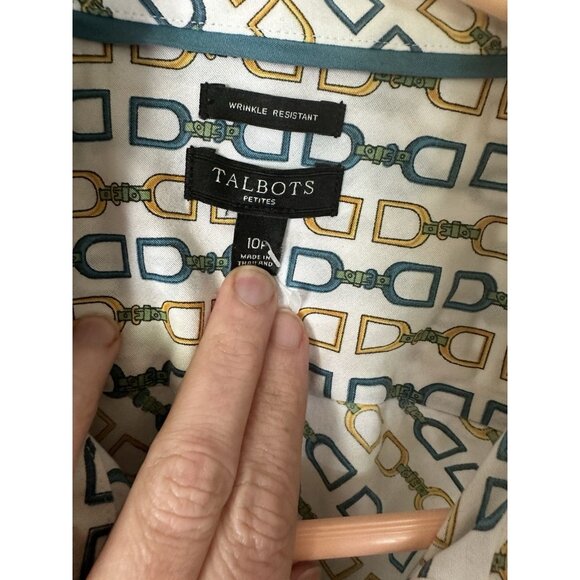 WRINKLE RESISTANT
TALBOTS
PETITES
10P
MADE IN
THAILAND